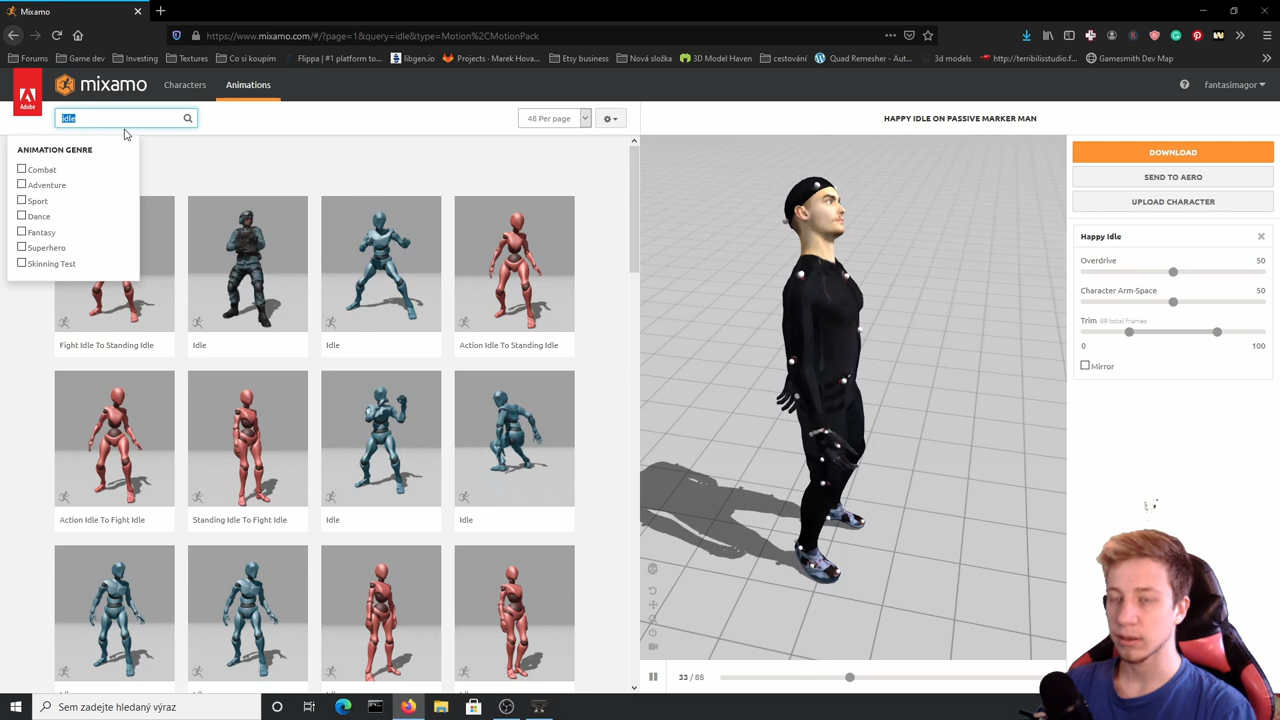 Mixamo
https://www.mixamo.com/#/?page=1&query=idle&type=Motion%2CMotionPack
Forums
Game dev
Investing
Textures
Co si koupím
Flippa | #1 platform to...
libgen.io
Projekty - Marek Hova...
Etsy business
Nová složka
3D Model Haven
cestování
Quad Remesher - Aut...
3d models
http://terribilisstudio.f...
Gamesmith Dev Map
Adobe
mixamo
Characters
Animations
fantasimagor
idle
48 Per page
HAPPY IDLE ON PASSIVE MARKER MAN
ANIMATION GENRE
Combat
Adventure
Sport
Dance
Fantasy
Superhero
Skinning Test
Fight Idle To Standing Idle
Idle
Idle
Action Idle To Standing Idle
Action Idle To Fight Idle
Standing Idle To Fight Idle
Idle
Idle
DOWNLOAD
SEND TO AERO
UPLOAD CHARACTER
Happy Idle
Overdrive 50
Character Arm-Space 50
Trim 89 total frames
0 100
Mirror
33 / 88
Sem zadejte hledaný výraz